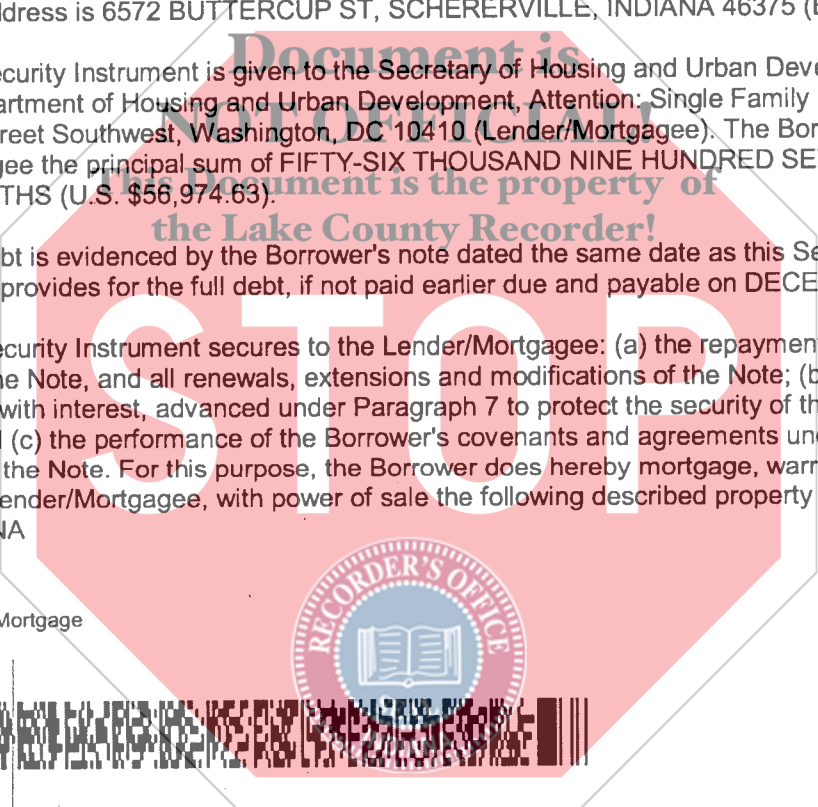 ddress is 6572 BUTTERCUP ST, SCHERERVILLE, INDIANA 46375 (
Document is
ecurity Instrument is given to the Secretary of Housing and Urban Deve
artment of Housing and Urban Development, Attention: Single Family
NOT OFFICIAL!
reet Southwest, Washington, DC 10410 (Lender/Mortgagee). The Bor
gee the principal sum of FIFTY-SIX THOUSAND NINE HUNDRED SE
This Document is the property of
THS (U.S. $56,974.63).
the Lake County Recorder!
bt is evidenced by the Borrower's note dated the same date as this Se
provides for the full debt, if not paid earlier due and payable on DECE
STOP
ecurity Instrument secures to the Lender/Mortgagee: (a) the repaymen
he Note, and all renewals, extensions and modifications of the Note; (b
with interest, advanced under Paragraph 7 to protect the security of th
(c) the performance of the Borrower's covenants and agreements un
the Note. For this purpose, the Borrower does hereby mortgage, warr
ender/Mortgagee, with power of sale the following described property
NA
RECORDER'S OFFICE
Mortgage
INDIANA